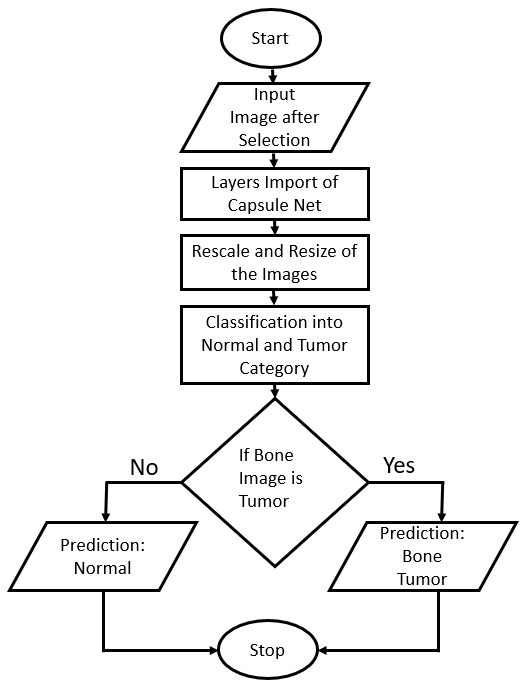 Start
Input
Image after
Selection
Layers Import of
Capsule Net
Rescale and Resize of
the Images
Classification into
Normal and Tumor
Category
If Bone
Image is
Tumor
No
Yes
Prediction:
Normal
Prediction:
Bone
Tumor
Stop